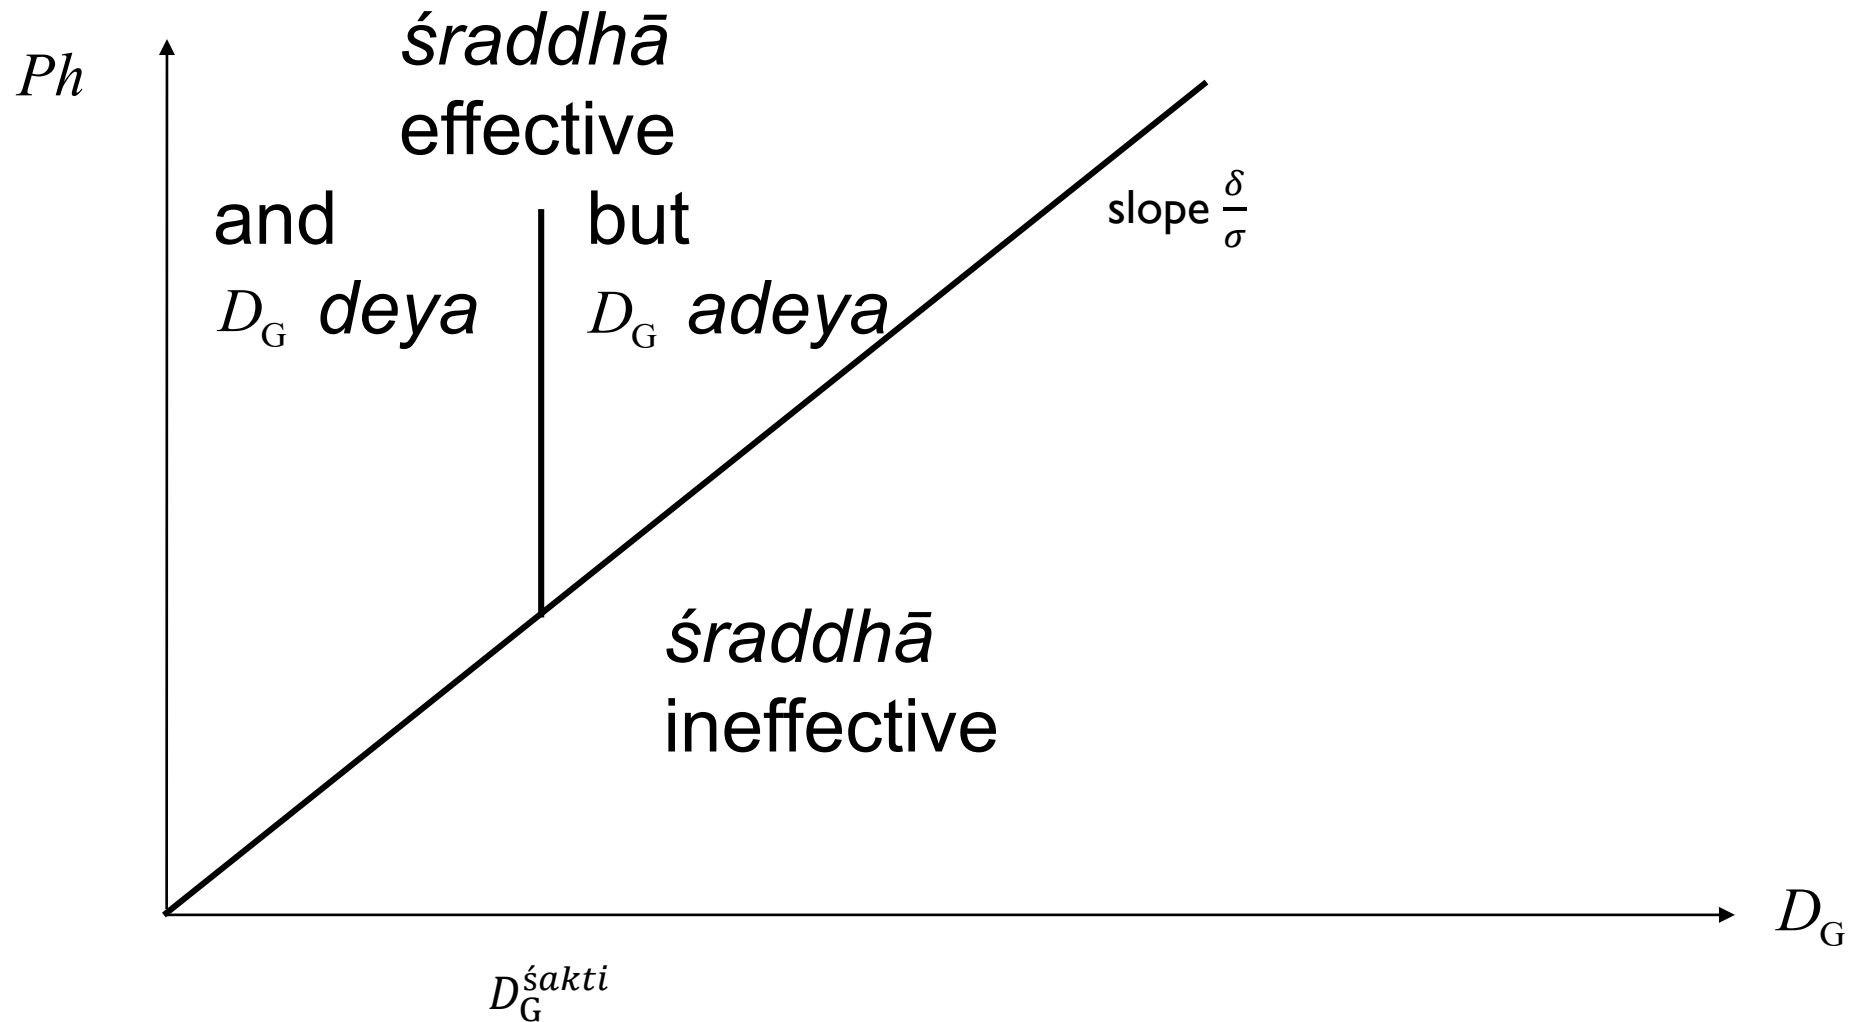 Ph
śraddhā
effective
and
D_G deya
but
D_G adeya
slope δ/σ
śraddhā
ineffective
D_G
D_G^śakti